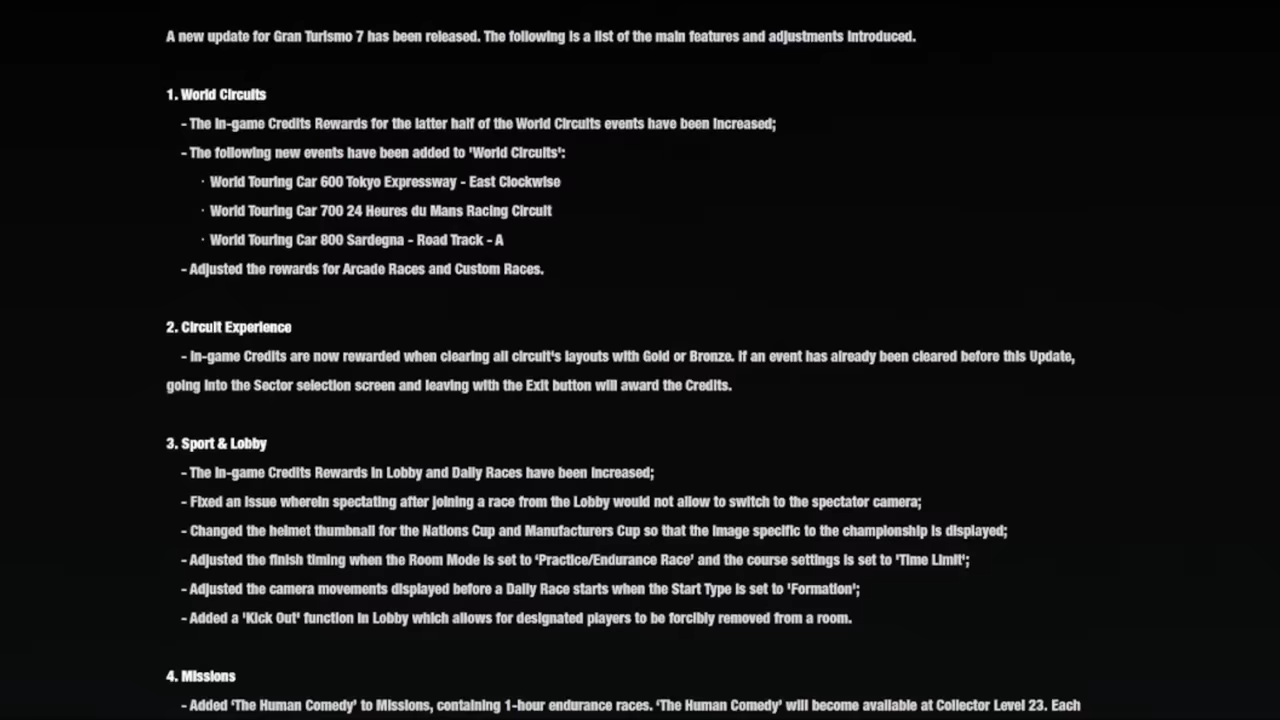 A new update for Gran Turismo 7 has been released. The following is a list of the main features and adjustments introduced.
1. World Circuits
- The in-game Credits Rewards for the latter half of the World Circuits events have been increased;
- The following new events have been added to 'World Circuits':
· World Touring Car 600 Tokyo Expressway - East Clockwise
· World Touring Car 700 24 Heures du Mans Racing Circuit
· World Touring Car 800 Sardegna - Road Track - A
- Adjusted the rewards for Arcade Races and Custom Races.
2. Circuit Experience
- In-game Credits are now rewarded when clearing all circuit's layouts with Gold or Bronze. If an event has already been cleared before this Update,
going into the Sector selection screen and leaving with the Exit button will award the Credits.
3. Sport & Lobby
- The in-game Credits Rewards in Lobby and Daily Races have been increased;
- Fixed an issue wherein spectating after joining a race from the Lobby would not allow to switch to the spectator camera;
- Changed the helmet thumbnail for the Nations Cup and Manufacturers Cup so that the image specific to the championship is displayed;
- Adjusted the finish timing when the Room Mode is set to ‘Practice/Endurance Race’ and the course settings is set to 'Time Limit';
- Adjusted the camera movements displayed before a Daily Race starts when the Start Type is set to 'Formation';
- Added a 'Kick Out' function in Lobby which allows for designated players to be forcibly removed from a room.
4. Missions
- Added ‘The Human Comedy’ to Missions, containing 1-hour endurance races. ‘The Human Comedy’ will become available at Collector Level 23. Each